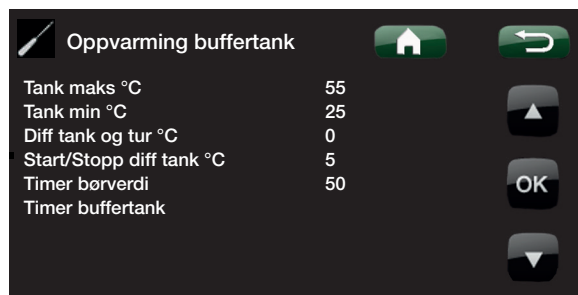 Oppvarming buffertank
Tank maks °C 55
Tank min °C 25
Diff tank og tur °C 0
Start/Stopp diff tank °C 5
Timer børverdi 50
Timer buffertank
OK